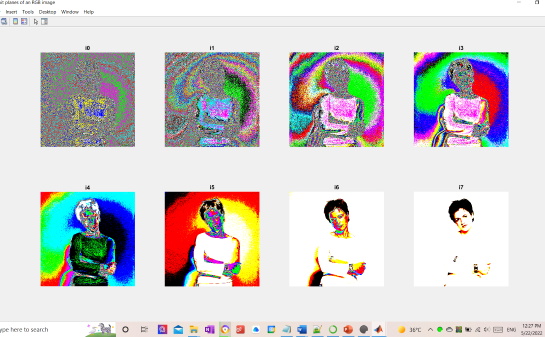 bit planes of an RGB image
Insert Tools Desktop Window Help
i0 i1 i2 i3
i4 i5 i6 i7
ype here to search
36°C ENG 12:27 PM
5/22/2022